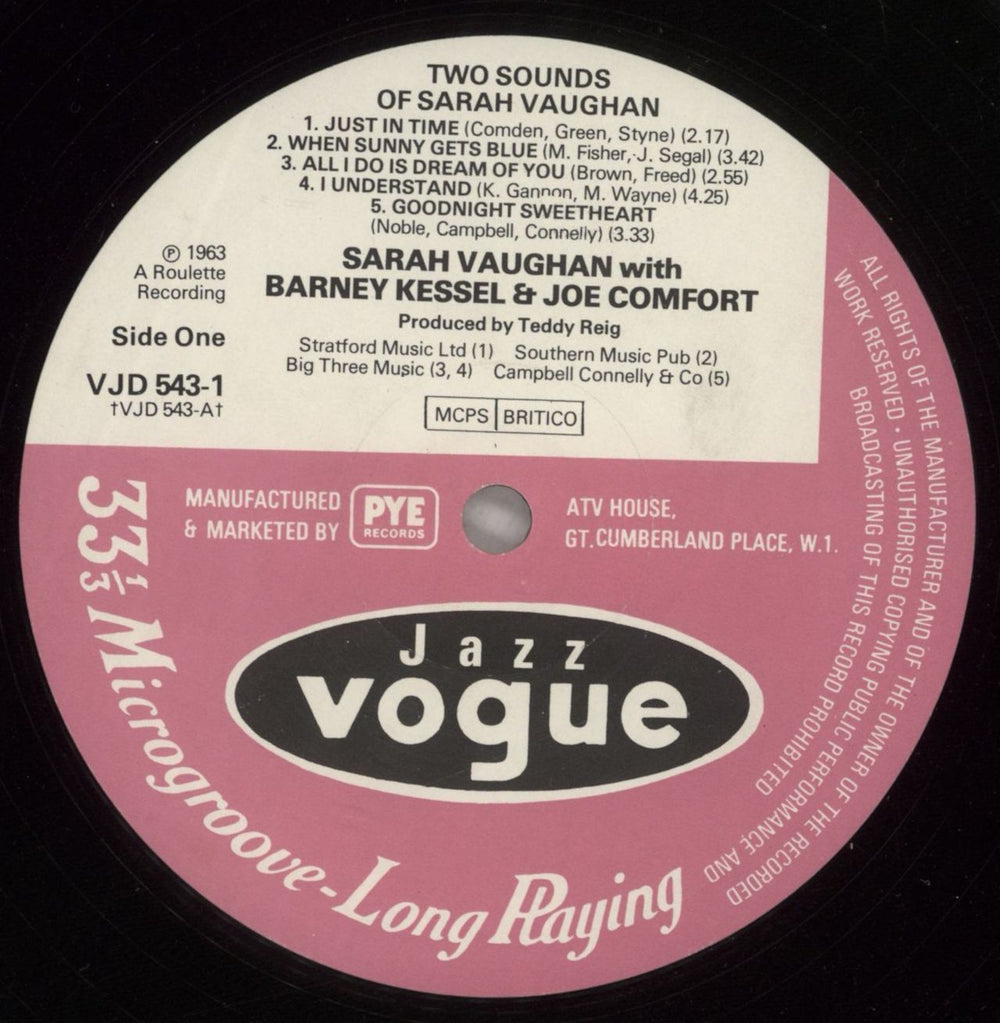 TWO SOUNDS
OF SARAH VAUGHAN
1. JUST IN TIME (Comden, Green, Styne) (2.17)
2. WHEN SUNNY GETS BLUE (M. Fisher, J. Segal) (3.42)
3. ALL I DO IS DREAM OF YOU (Brown, Freed) (2.55)
4. I UNDERSTAND (K. Gannon, M. Wayne) (4.25)
5. GOODNIGHT SWEETHEART
(Noble, Campbell, Connelly) (3.33)
℗ 1963
A Roulette
Recording
SARAH VAUGHAN with
BARNEY KESSEL & JOE COMFORT
Produced by Teddy Reig
Side One
Stratford Music Ltd (1) Southern Music Pub (2)
Big Three Music (3, 4) Campbell Connelly & Co (5)
VJD 543-1
†VJD 543-A†
MCPS BRITICO
MANUFACTURED
& MARKETED BY
PYE
RECORDS
ATV HOUSE,
GT.CUMBERLAND PLACE, W.1.
Jazz
vogue
33⅓ Microgroove-Long Playing
ALL RIGHTS OF THE MANUFACTURER AND OF THE OWNER OF THE RECORDED
WORK RESERVED · UNAUTHORISED COPYING PUBLIC PERFORMANCE AND
BROADCASTING OF THIS RECORD PROHIBITED